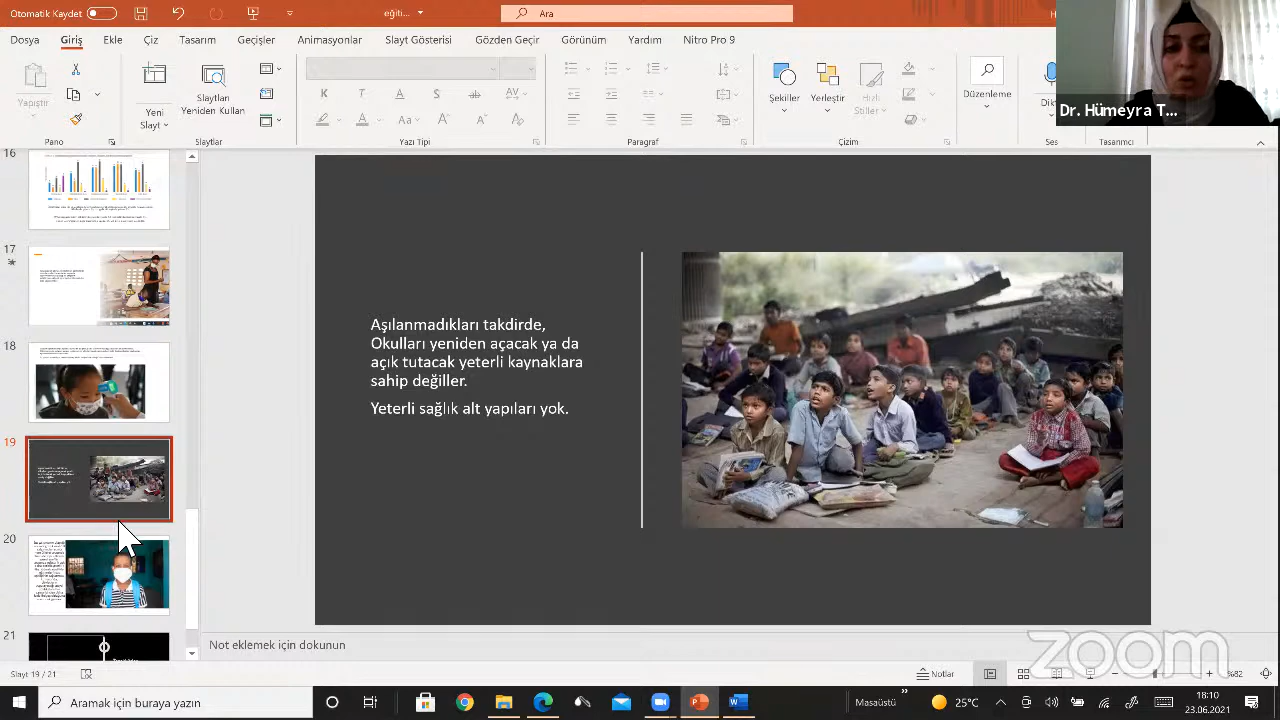 Otomatik Kaydet
eğiti...
Ara
Dosya Giriş Ekle Çiz Tasarım Geçişler Animasyonlar Slayt Gösterisi Gözden Geçir Görünüm Yardım Nitro Pro 9
Yapıştır
Yeni Slayt
Slaytları Yeniden Kullan
Şekiller
Yerleştir
Hızlı Stiller
Düzenleme
Dikt
Pano
Slaytlar
Yazı Tipi
Paragraf
Çizim
Ses
Tasarımcı
Dr. Hümeyra T...
16
17
18
19
20
21
Aşılanmadıkları takdirde,
Okulları yeniden açacak ya da
açık tutacak yeterli kaynaklara
sahip değiller.
Yeterli sağlık alt yapıları yok.
Not eklemek için dokunun
zoom
Slayt 19 / 21
Notlar
%82
Aramak için buraya yazın
Masaüstü
25°C
18:10
23.06.2021